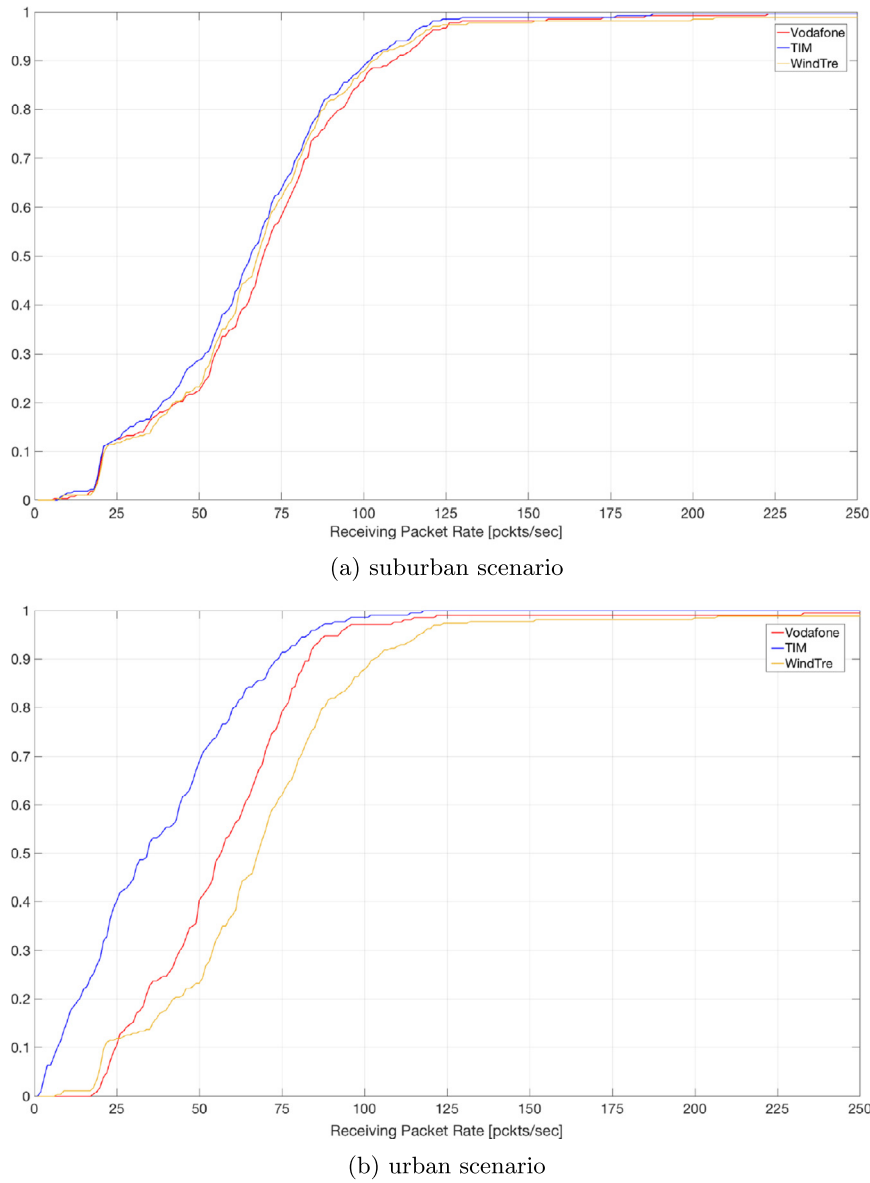 1
0.9
0.8
0.7
0.6
0.5
0.4
0.3
0.2
0.1
0
Vodafone
TIM
WindTre
0 25 50 75 100 125 150 175 200 225 250
Receiving Packet Rate [pckts/sec]
(a) suburban scenario
1
0.9
0.8
0.7
0.6
0.5
0.4
0.3
0.2
0.1
0
Vodafone
TIM
WindTre
0 25 50 75 100 125 150 175 200 225 250
Receiving Packet Rate [pckts/sec]
(b) urban scenario